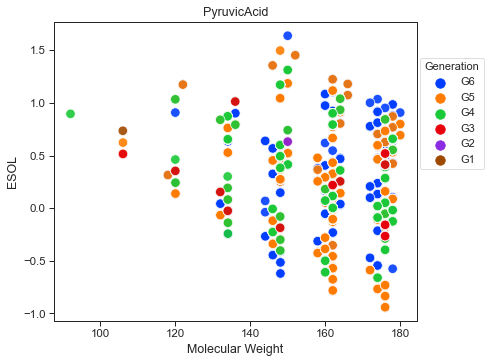 PyruvicAcid
Generation
G6
G5
G4
G3
G2
G1
ESOL
1.5
1.0
0.5
0.0
−0.5
−1.0
100 120 140 160 180
Molecular Weight